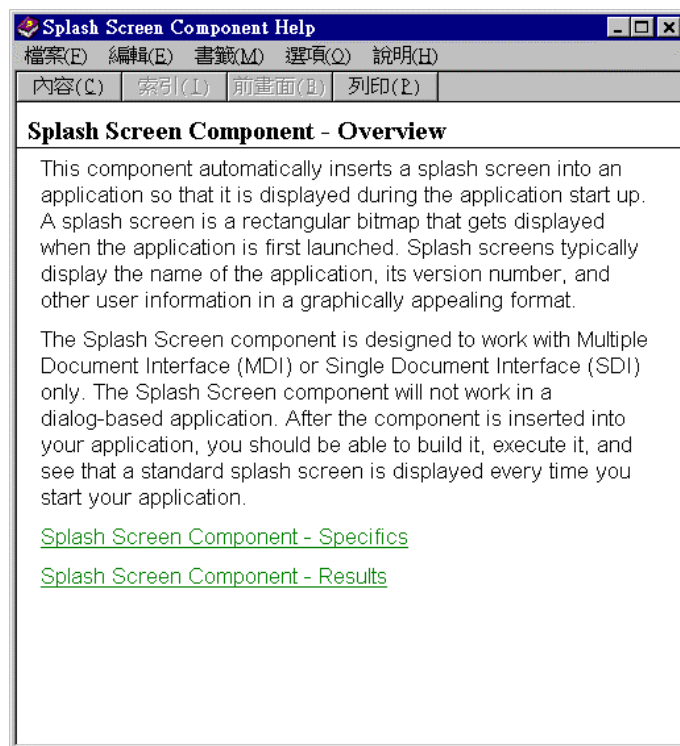 Splash Screen Component Help
檔案(F) 編輯(E) 書籤(M) 選項(O) 說明(H)
內容(C) 索引(I) 前畫面(B) 列印(P)
Splash Screen Component - Overview
This component automatically inserts a splash screen into an
application so that it is displayed during the application start up.
A splash screen is a rectangular bitmap that gets displayed
when the application is first launched. Splash screens typically
display the name of the application, its version number, and
other user information in a graphically appealing format.
The Splash Screen component is designed to work with Multiple
Document Interface (MDI) or Single Document Interface (SDI)
only. The Splash Screen component will not work in a
dialog-based application. After the component is inserted into
your application, you should be able to build it, execute it, and
see that a standard splash screen is displayed every time you
start your application.
Splash Screen Component - Specifics
Splash Screen Component - Results